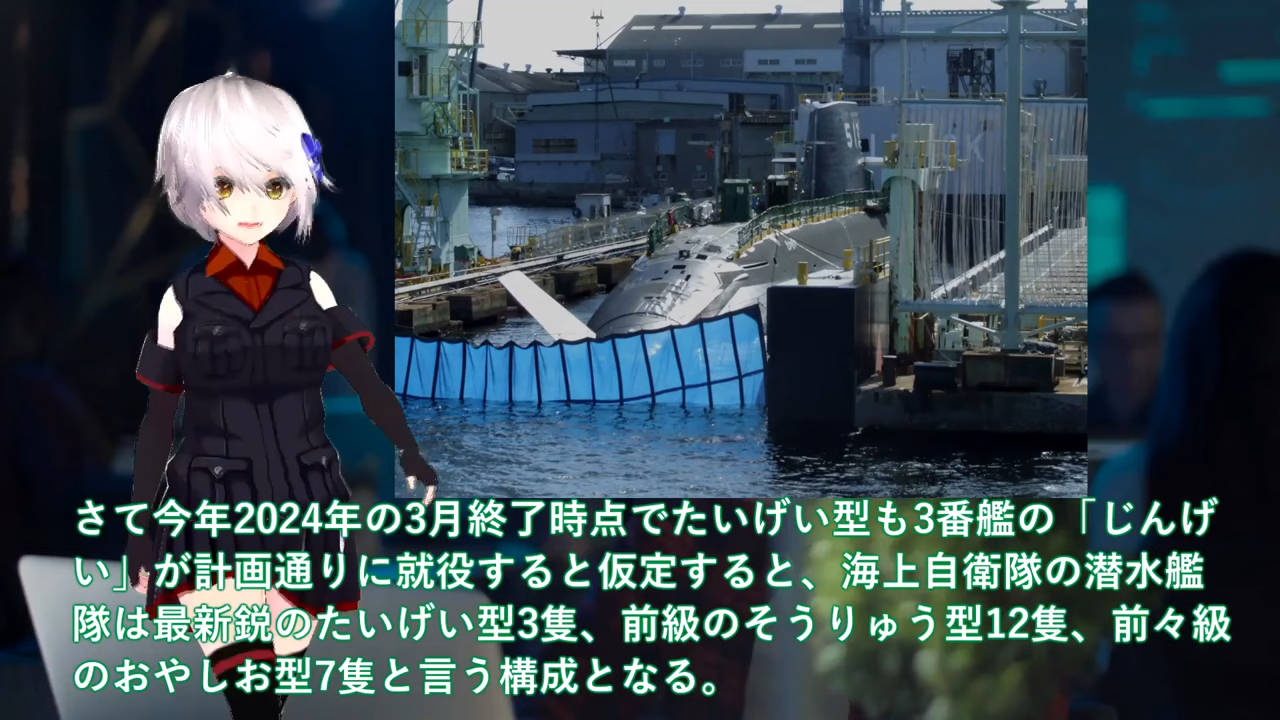 さて今年2024年の3月終了時点でたいげい型も3番艦の「じんげ
い」が計画通りに就役すると仮定すると、海上自衛隊の潜水艦
隊は最新鋭のたいげい型3隻、前級のそうりゅう型12隻、前々級
のおやしお型7隻と言う構成となる。